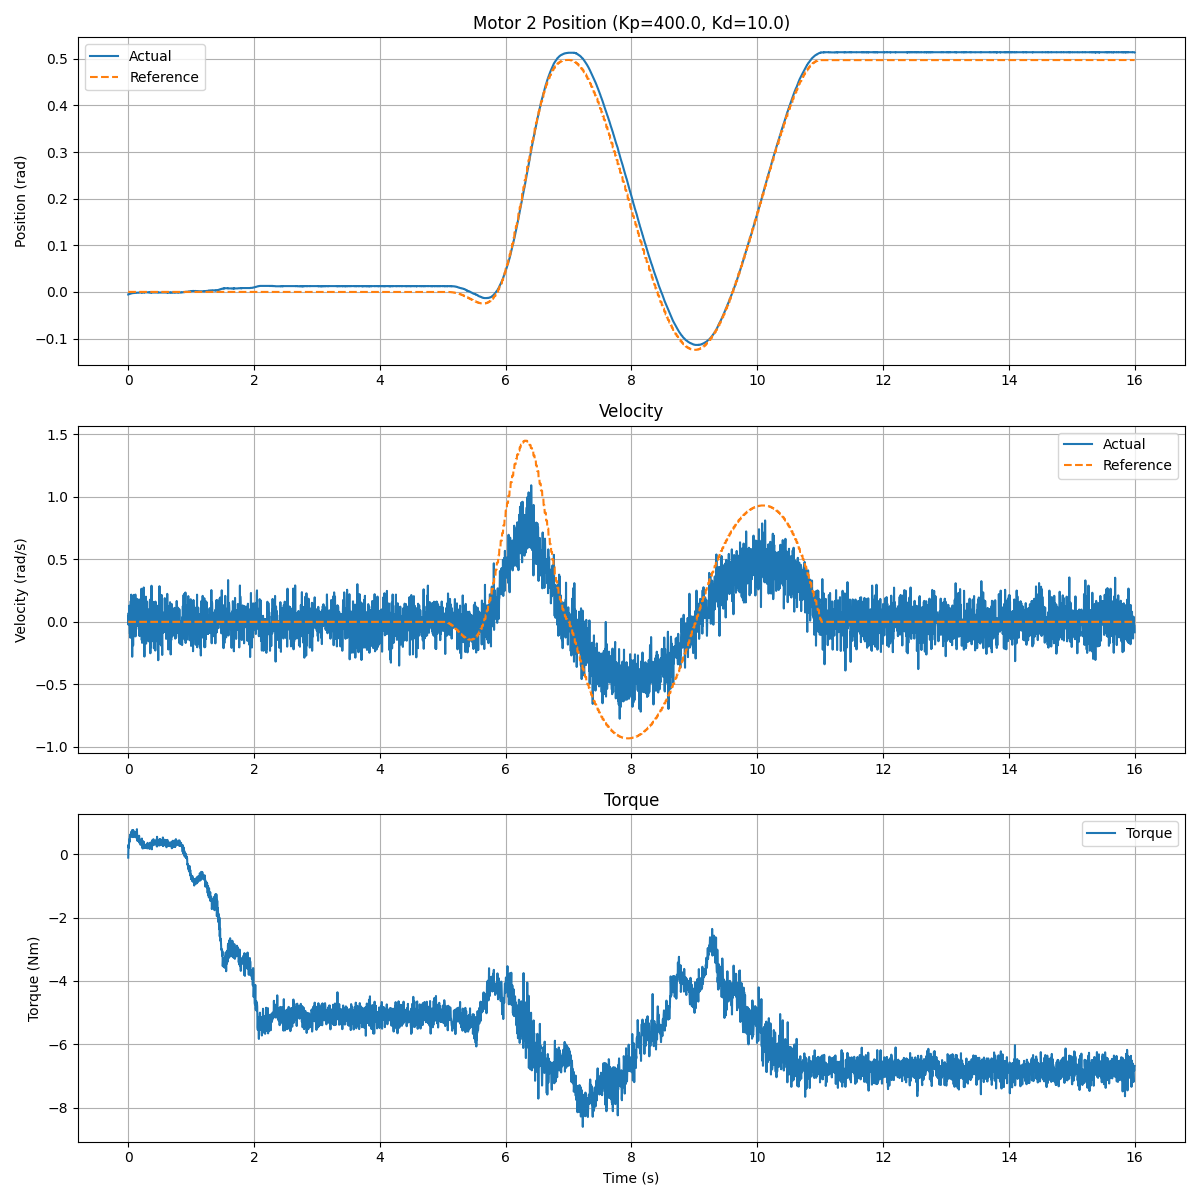 Motor 2 Position (Kp=400.0, Kd=10.0)
Actual
Reference
Position (rad)
0.5
0.4
0.3
0.2
0.1
0.0
−0.1
0 2 4 6 8 10 12 14 16
Velocity
Actual
Reference
Velocity (rad/s)
1.5
1.0
0.5
0.0
−0.5
−1.0
0 2 4 6 8 10 12 14 16
Torque
Torque
Torque (Nm)
0
−2
−4
−6
−8
0 2 4 6 8 10 12 14 16
Time (s)